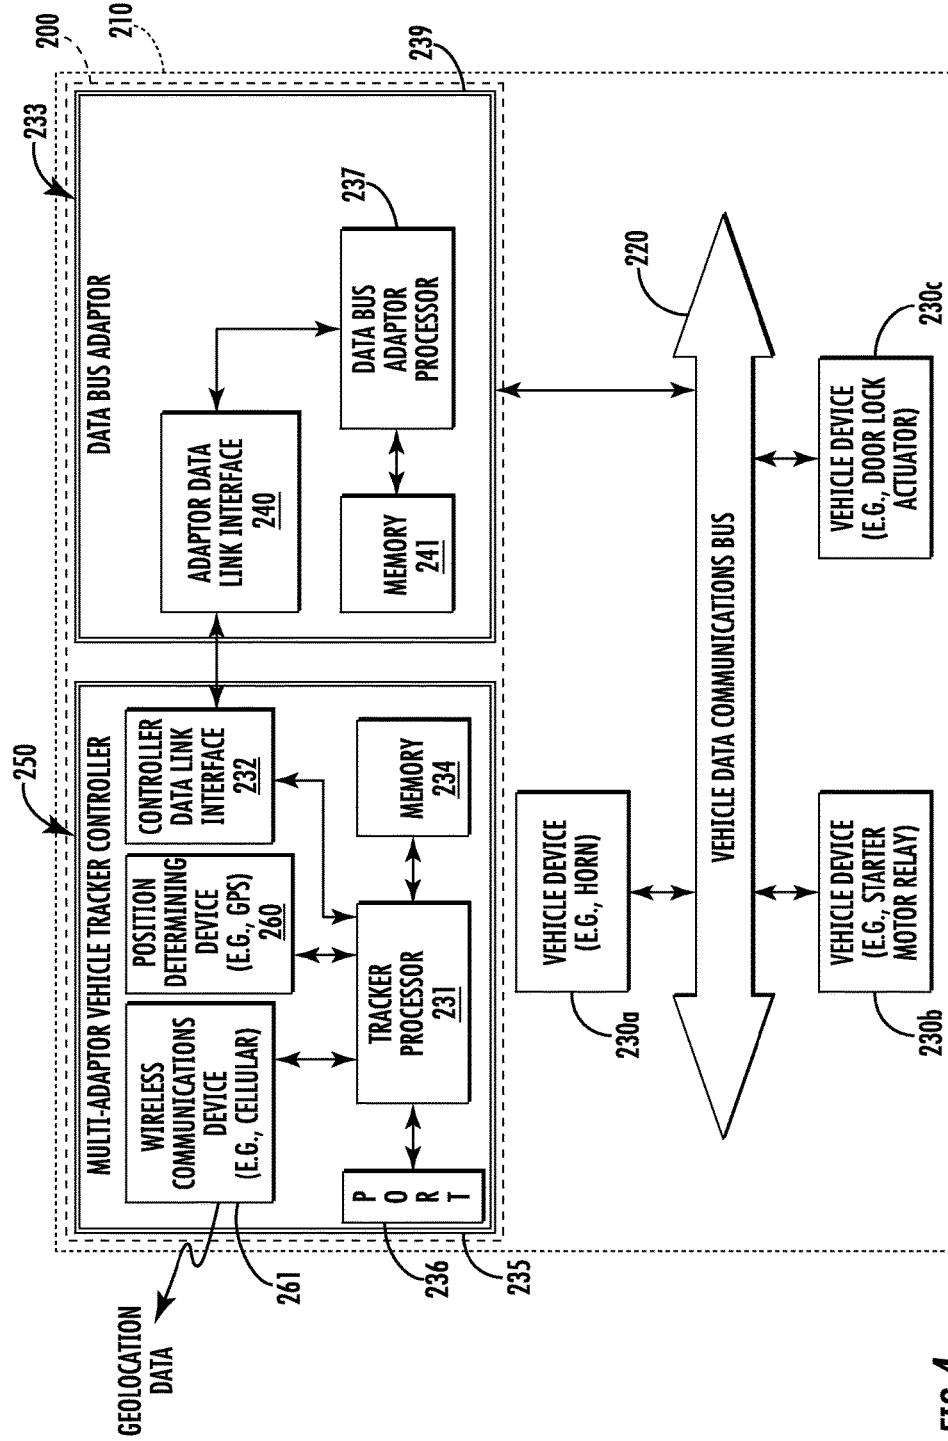 200
210
233
239
250
DATA BUS ADAPTOR
237
DATA BUS
ADAPTOR
PROCESSOR
ADAPTOR DATA
LINK INTERFACE
240
MEMORY
241
MULTI-ADAPTOR VEHICLE TRACKER CONTROLLER
CONTROLLER
DATA LINK
INTERFACE
232
POSITION
DETERMINING
DEVICE
(E.G., GPS)
260
WIRELESS
COMMUNICATIONS
DEVICE
(E.G., CELLULAR)
MEMORY
234
TRACKER
PROCESSOR
231
P
O
R
T
261
236
235
GEOLOCATION
DATA
220
VEHICLE DATA COMMUNICATIONS BUS
VEHICLE DEVICE
(E.G., HORN)
230a
VEHICLE DEVICE
(E.G., STARTER
MOTOR RELAY)
230b
VEHICLE DEVICE
(E.G., DOOR LOCK
ACTUATOR)
230c
FIG. 4